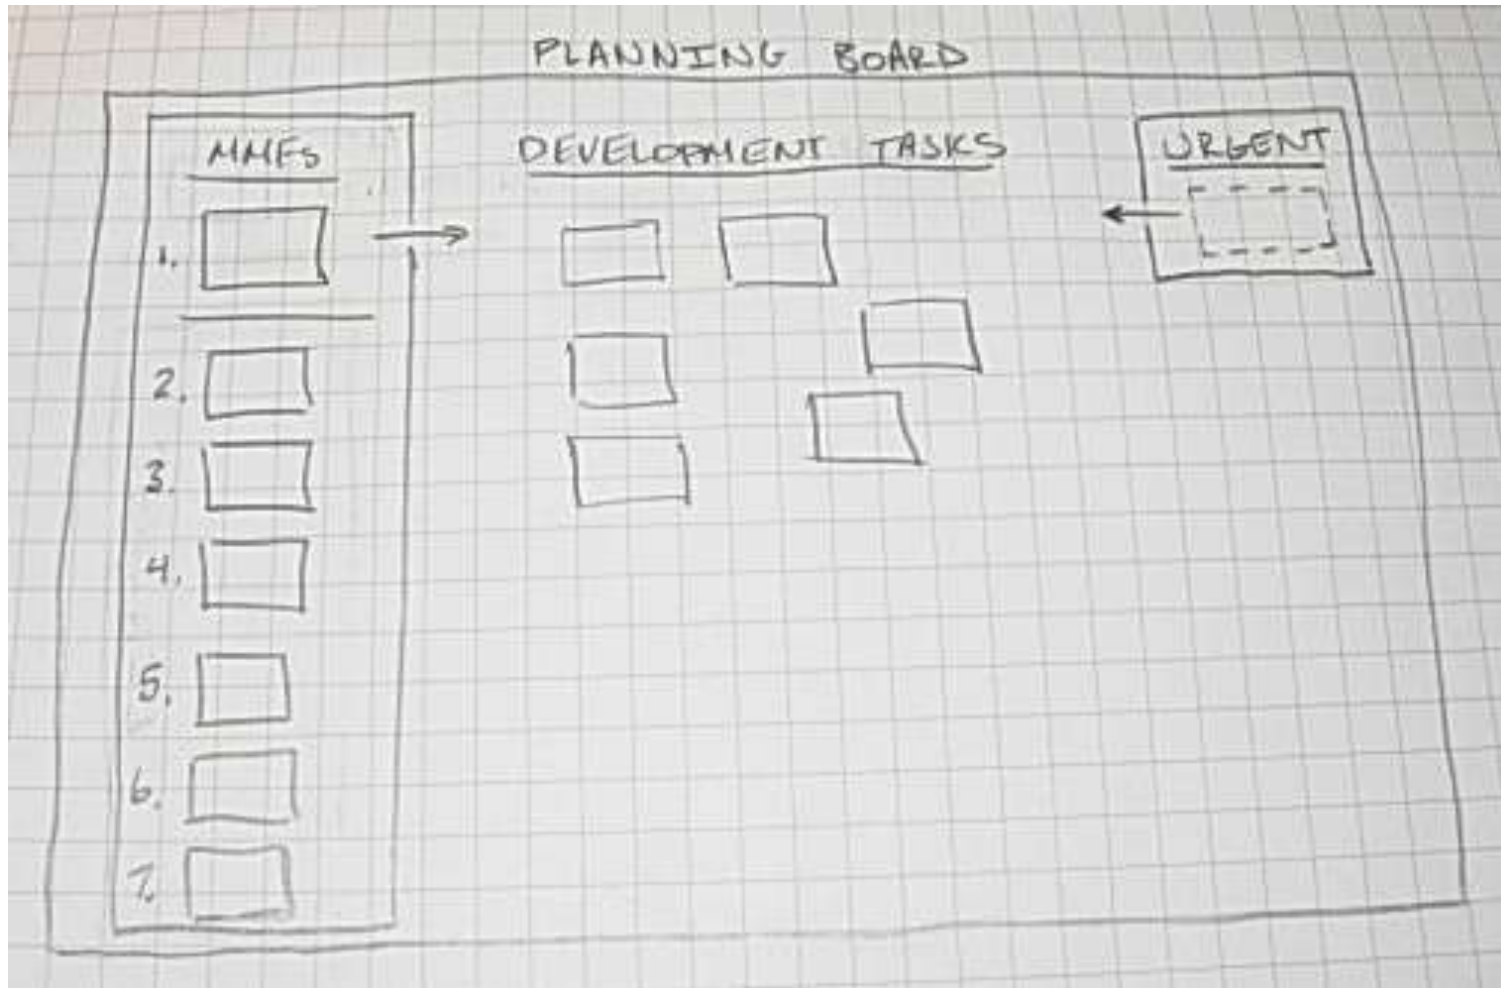 PLANNING BOARD
MMFs
DEVELOPMENT TASKS
URGENT
1.
2.
3.
4.
5.
6.
7.